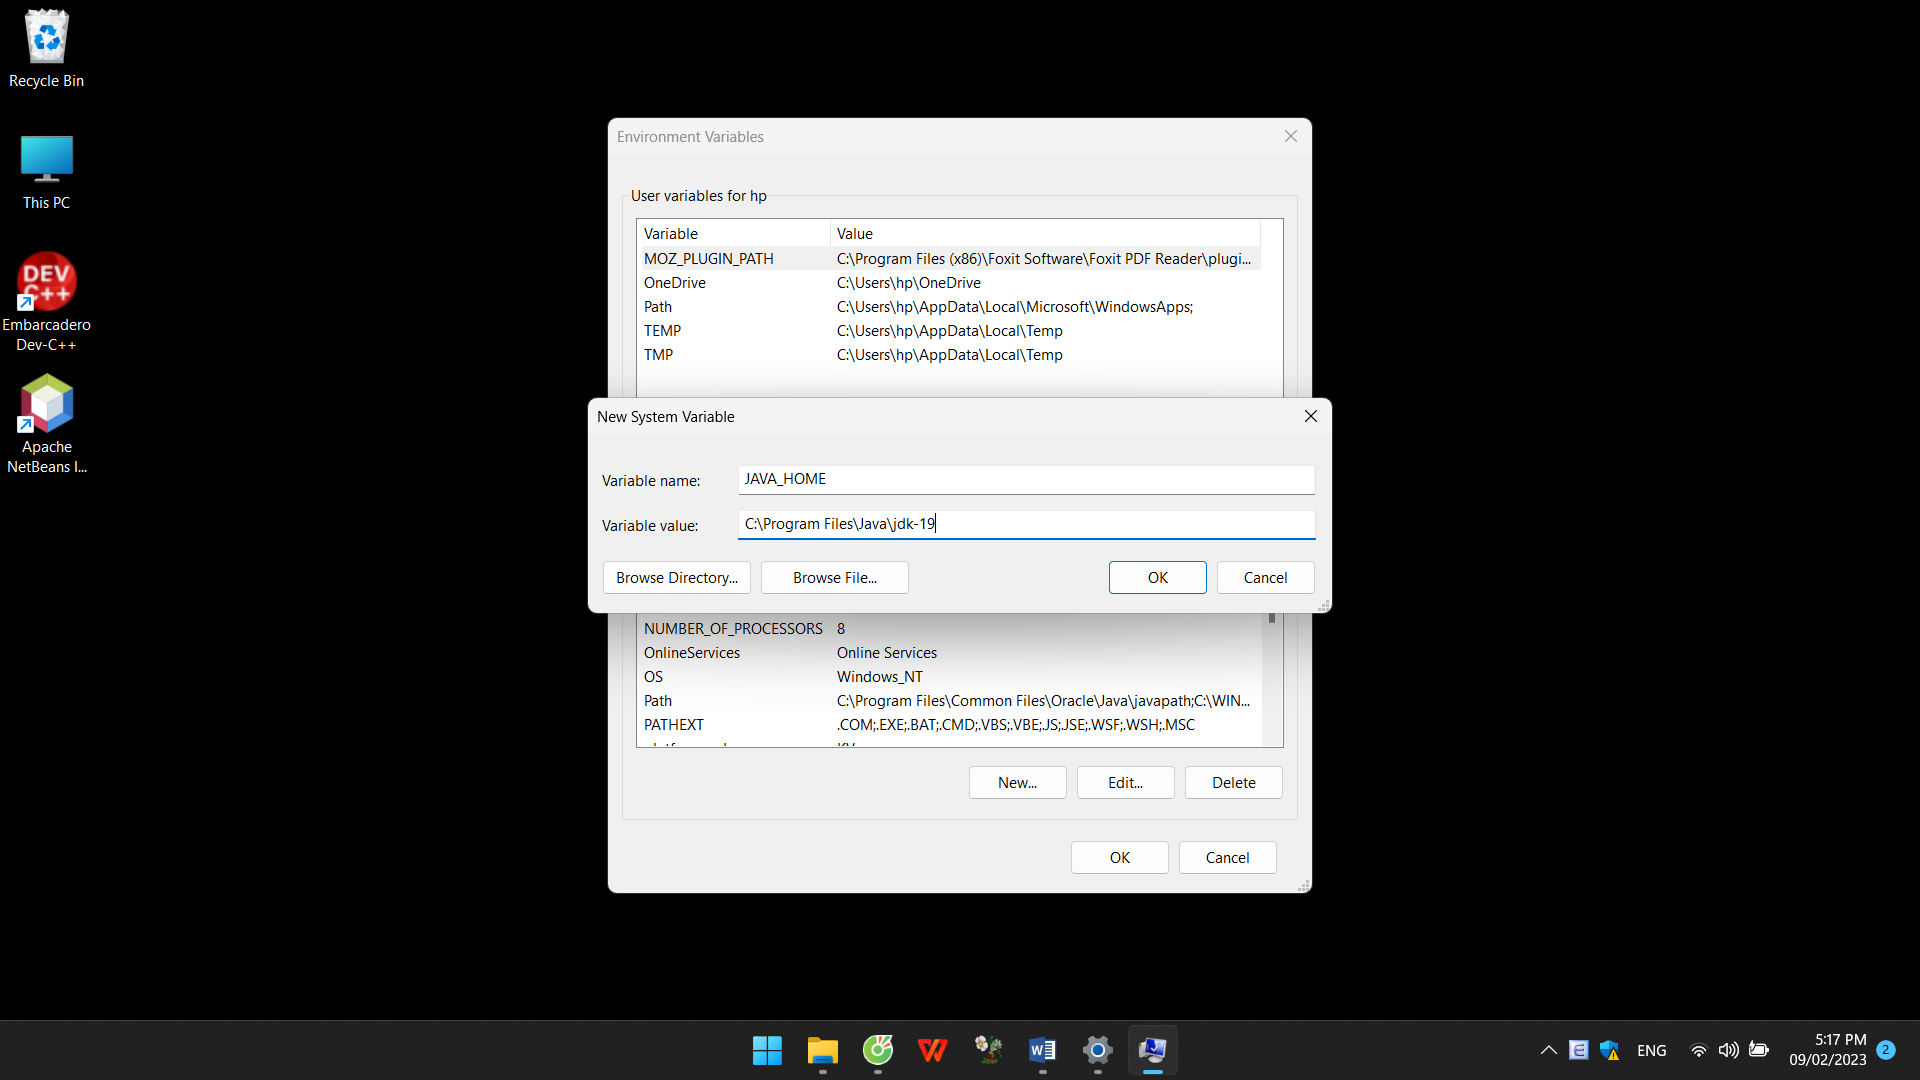 Recycle Bin
This PC
Embarcadero
Dev-C++
Apache
NetBeans I...
Environment Variables
User variables for hp
Variable Value
MOZ_PLUGIN_PATH C:\Program Files (x86)\Foxit Software\Foxit PDF Reader\plugi...
OneDrive C:\Users\hp\OneDrive
Path C:\Users\hp\AppData\Local\Microsoft\WindowsApps;
TEMP C:\Users\hp\AppData\Local\Temp
TMP C:\Users\hp\AppData\Local\Temp
New System Variable
Variable name: JAVA_HOME
Variable value: C:\Program Files\Java\jdk-19
Browse Directory... Browse File... OK Cancel
NUMBER_OF_PROCESSORS 8
OnlineServices Online Services
OS Windows_NT
Path C:\Program Files\Common Files\Oracle\Java\javapath;C:\WIN...
PATHEXT .COM;.EXE;.BAT;.CMD;.VBS;.VBE;.JS;.JSE;.WSF;.WSH;.MSC
New... Edit... Delete
OK Cancel
ENG
5:17 PM
09/02/2023
2